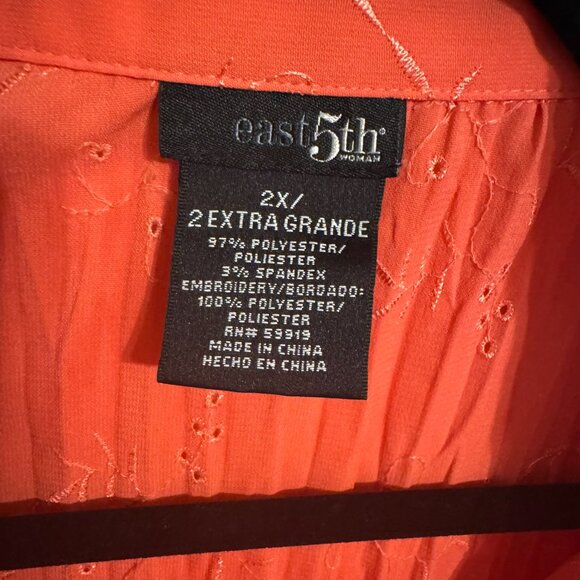 east5th
WOMAN
2X/
2 EXTRA GRANDE
97% POLYESTER/
POLIESTER
3% SPANDEX
EMBROIDERY/BORDADO:
100% POLYESTER/
POLIESTER
RN# 59919
MADE IN CHINA
HECHO EN CHINA